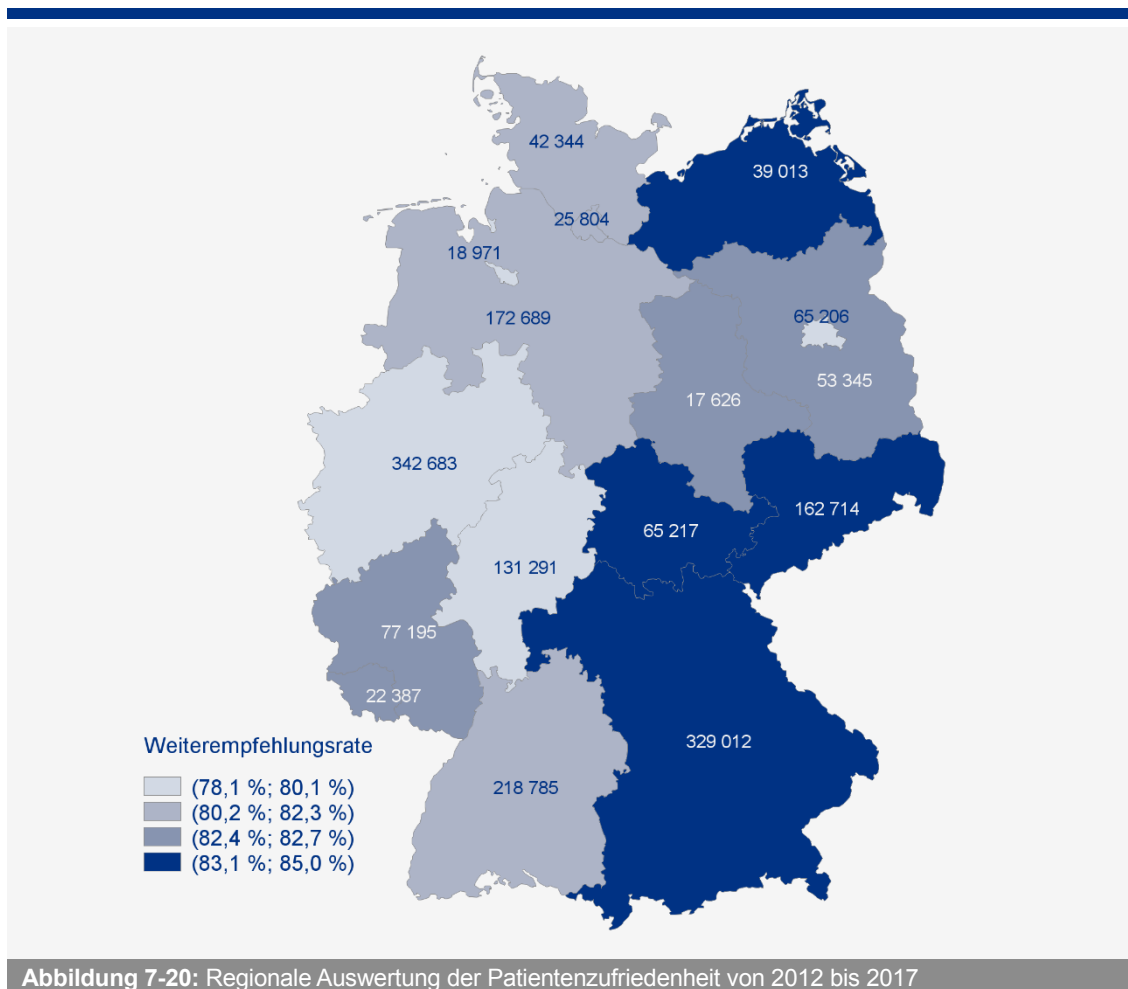 42 344
39 013
25 804
18 971
172 689
65 206
53 345
17 626
342 683
162 714
65 217
131 291
77 195
22 387
329 012
218 785
Weiterempfehlungsrate
(78,1 %; 80,1 %)
(80,2 %; 82,3 %)
(82,4 %; 82,7 %)
(83,1 %; 85,0 %)
Abbildung 7-20: Regionale Auswertung der Patientenzufriedenheit von 2012 bis 2017